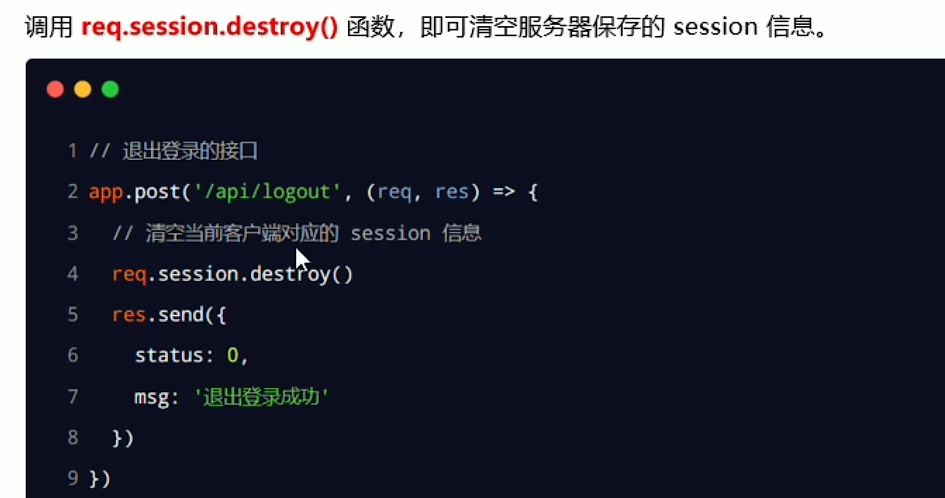 调用 req.session.destroy() 函数，即可清空服务器保存的 session 信息。
1 // 退出登录的接口
2 app.post('/api/logout', (req, res) => {
3 // 清空当前客户端对应的 session 信息
4 req.session.destroy()
5 res.send({
6 status: 0,
7 msg: '退出登录成功'
8 })
9 })